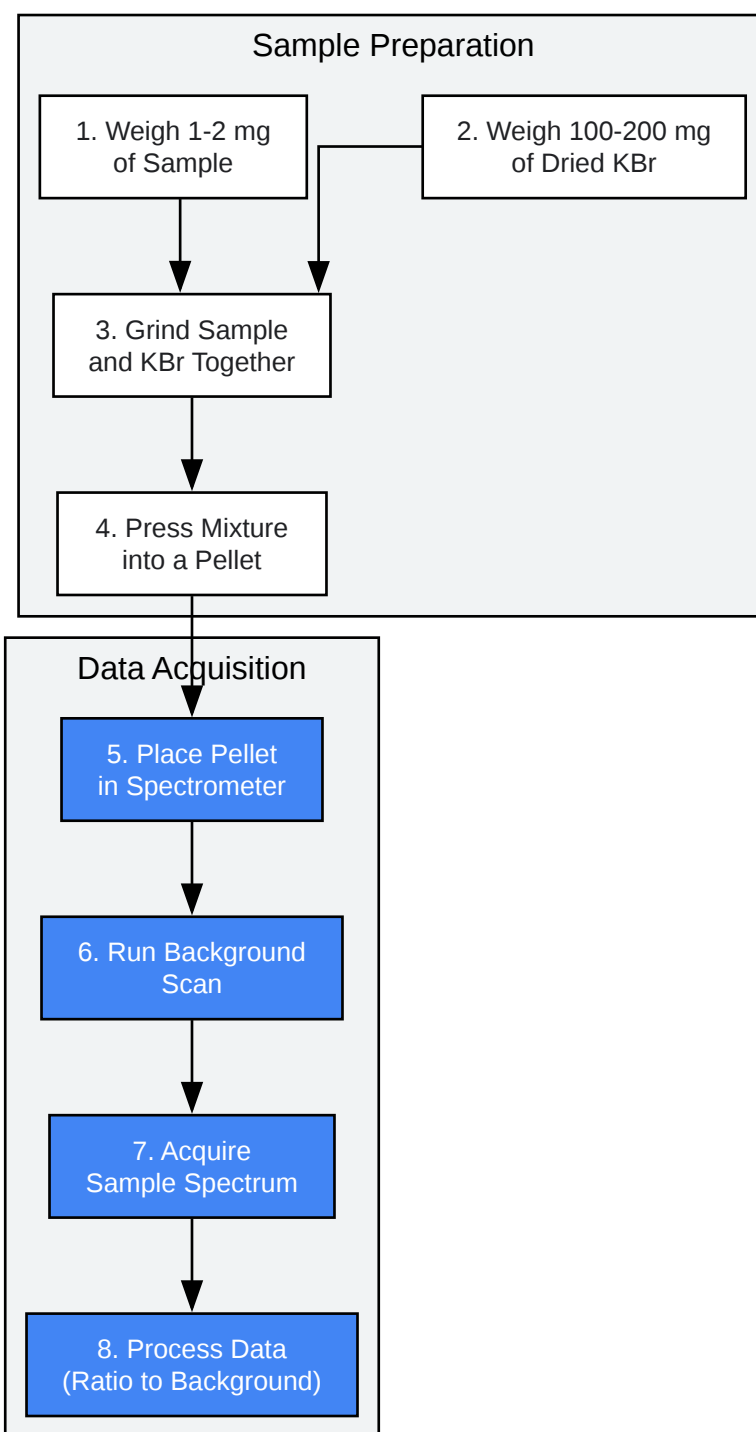 Sample Preparation
1. Weigh 1-2 mg
of Sample
2. Weigh 100-200 mg
of Dried KBr
3. Grind Sample
and KBr Together
4. Press Mixture
into a Pellet
Data Acquisition
5. Place Pellet
in Spectrometer
6. Run Background
Scan
7. Acquire
Sample Spectrum
8. Process Data
(Ratio to Background)